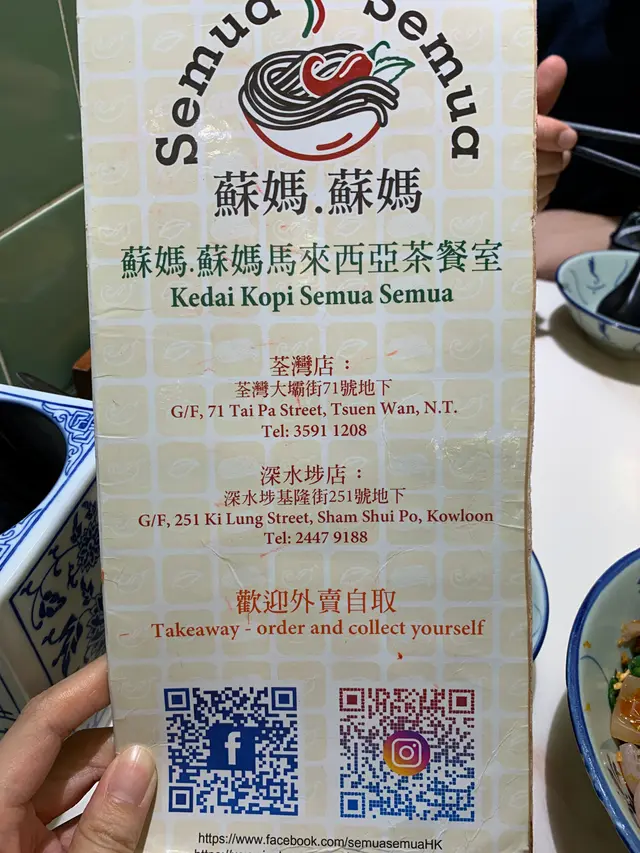 Semua Semua
蘇媽.蘇媽
蘇媽.蘇媽馬來西亞茶餐室
Kedai Kopi Semua Semua
荃灣店：
荃灣大壩街71號地下
G/F, 71 Tai Pa Street, Tsuen Wan, N.T.
Tel: 3591 1208
深水埗店：
深水埗基隆街251號地下
G/F, 251 Ki Lung Street, Sham Shui Po, Kowloon
Tel: 2447 9188
歡迎外賣自取
Takeaway - order and collect yourself
f
https://www.facebook.com/semuasemuaHK